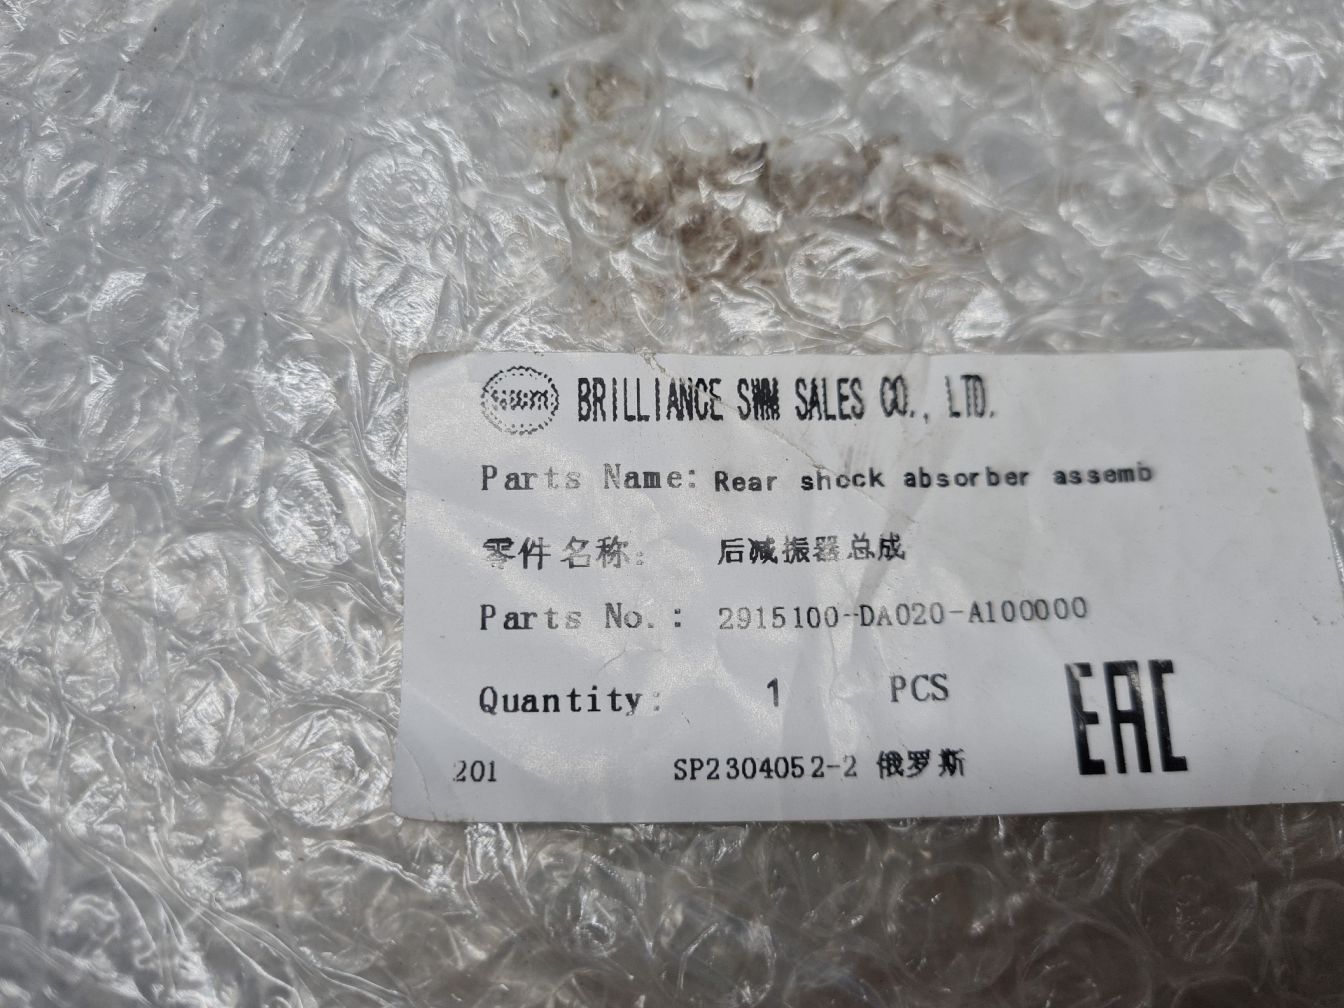 BRILLIANCE SWM SALES CO., LTD.
Parts Name: Rear shock absorber assemb
零件名称: 后减振器总成
Parts No.: 2915100-DA020-A100000
Quantity: 1 PCS
EAC
201 SP2304052-2 俄罗斯